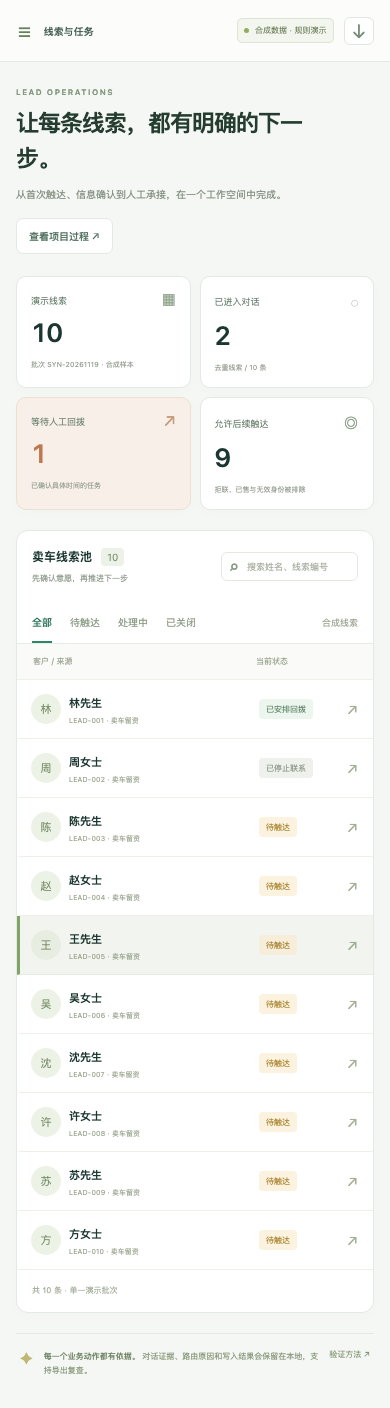 线索与任务
合成数据 · 规则演示
LEAD OPERATIONS
让每条线索，都有明确的下一
步。
从首次触达、信息确认到人工承接，在一个工作空间中完成。
查看项目过程 ↗
演示线索
10
批次 SYN-20261119 · 合成样本
已进入对话
2
去重线索 / 10 条
等待人工回拨
1
已确认具体时间的任务
允许后续触达
9
拒联、已售与无效身份被排除
卖车线索池 10
先确认意愿，再推进下一步
搜索姓名、线索编号
全部 待触达 处理中 已关闭 合成线索
客户 / 来源 当前状态
林 林先生 已安排回拨
LEAD-001 · 卖车留资
周 周女士 已停止联系
LEAD-002 · 卖车留资
陈 陈先生 待触达
LEAD-003 · 卖车留资
赵 赵女士 待触达
LEAD-004 · 卖车留资
王 王先生 待触达
LEAD-005 · 卖车留资
吴 吴女士 待触达
LEAD-006 · 卖车留资
沈 沈先生 待触达
LEAD-007 · 卖车留资
许 许女士 待触达
LEAD-008 · 卖车留资
苏 苏先生 待触达
LEAD-009 · 卖车留资
方 方女士 待触达
LEAD-010 · 卖车留资
共 10 条 · 单一演示批次
每一个业务动作都有依据。 对话证据、路由原因和写入结果会保留在本地，支
持导出复查。
验证方法 ↗